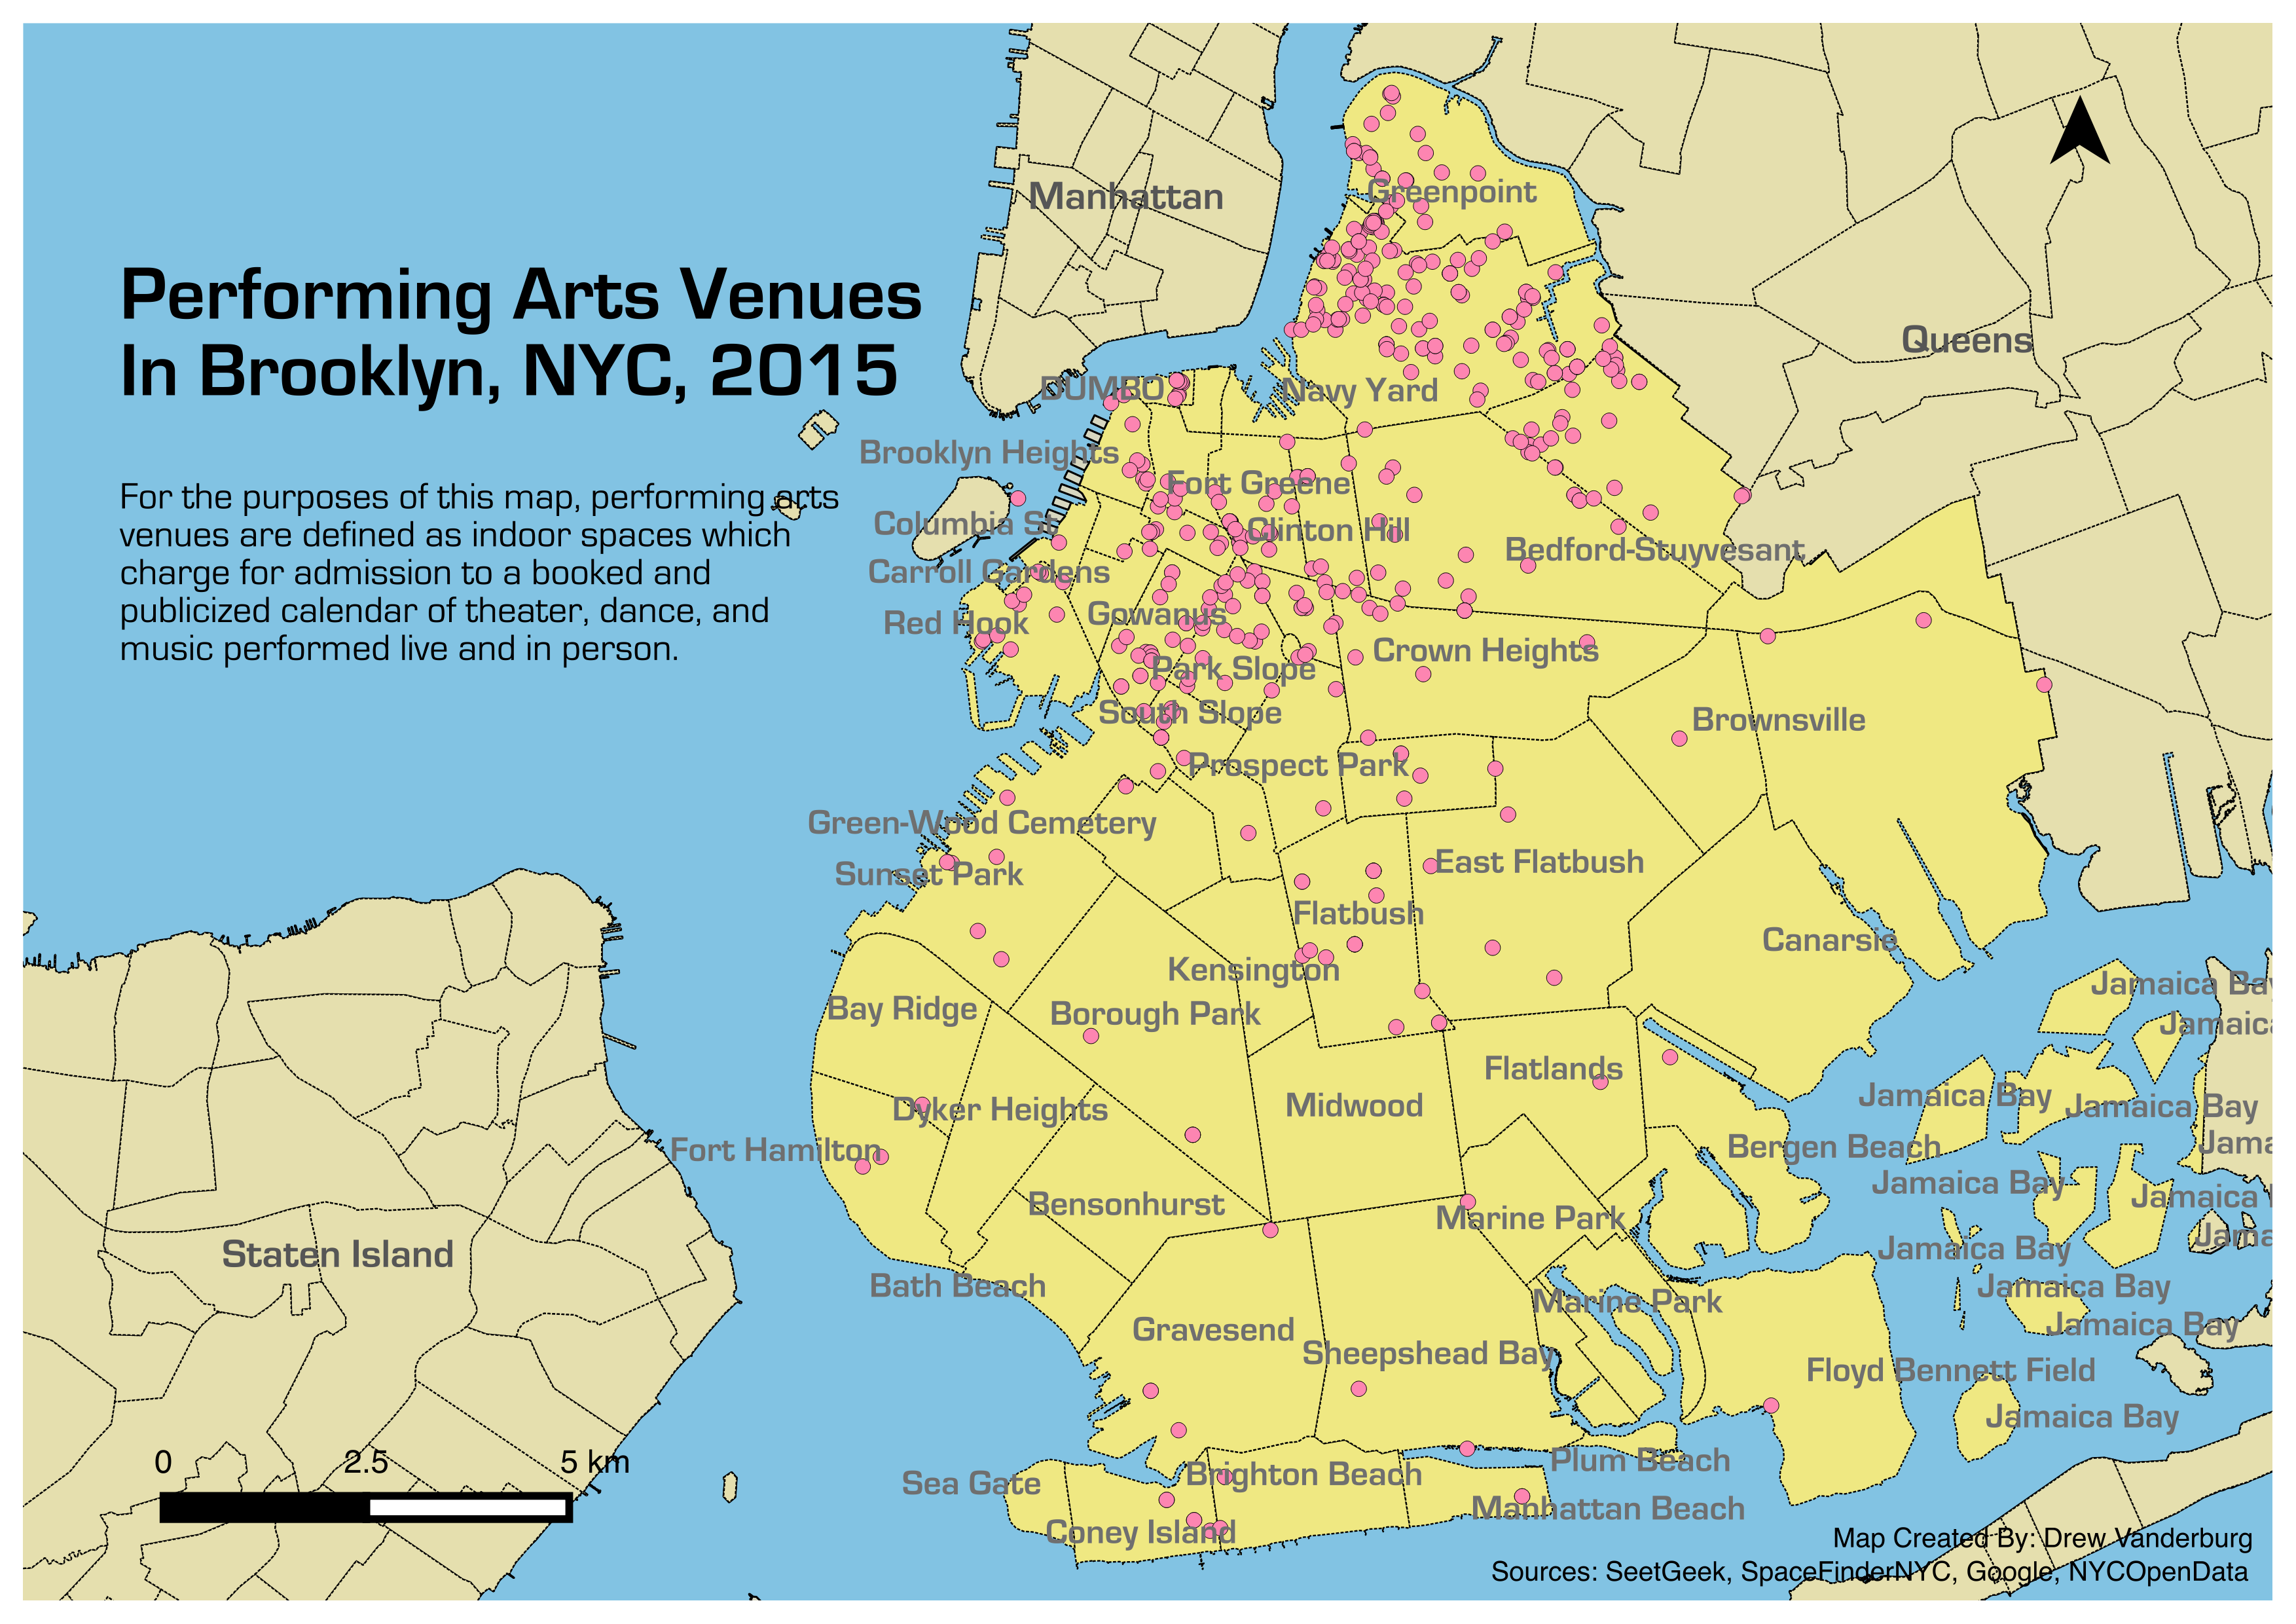 Performing Arts Venues
In Brooklyn, NYC, 2015
For the purposes of this map, performing arts
venues are defined as indoor spaces which
charge for admission to a booked and
publicized calendar of theater, dance, and
music performed live and in person.
Manhattan
Greenpoint
Queens
DUMBO
Navy Yard
Brooklyn Heights
Fort Greene
Columbia St
Clinton Hill
Bedford-Stuyvesant
Carroll Gardens
Gowanus
Red Hook
Crown Heights
Park Slope
South Slope
Brownsville
Prospect Park
Green-Wood Cemetery
East Flatbush
Sunset Park
Flatbush
Canarsie
Kensington
Jamaica Bay
Bay Ridge
Borough Park
Jamaica
Flatlands
Jamaica Bay
Midwood
Jamaica Bay
Dyker Heights
Jama
Bergen Beach
Fort Hamilton
Jamaica Bay
Jamaica
Bensonhurst
Marine Park
Jama
Staten Island
Jamaica Bay
Bath Beach
Jamaica Bay
Marine Park
Jamaica Bay
Gravesend
Sheepshead Bay
Floyd Bennett Field
Jamaica Bay
0 2.5 5 km
Plum Beach
Brighton Beach
Sea Gate
Manhattan Beach
Coney Island
Map Created By: Drew Vanderburg
Sources: SeetGeek, SpaceFinderNYC, Google, NYCOpenData